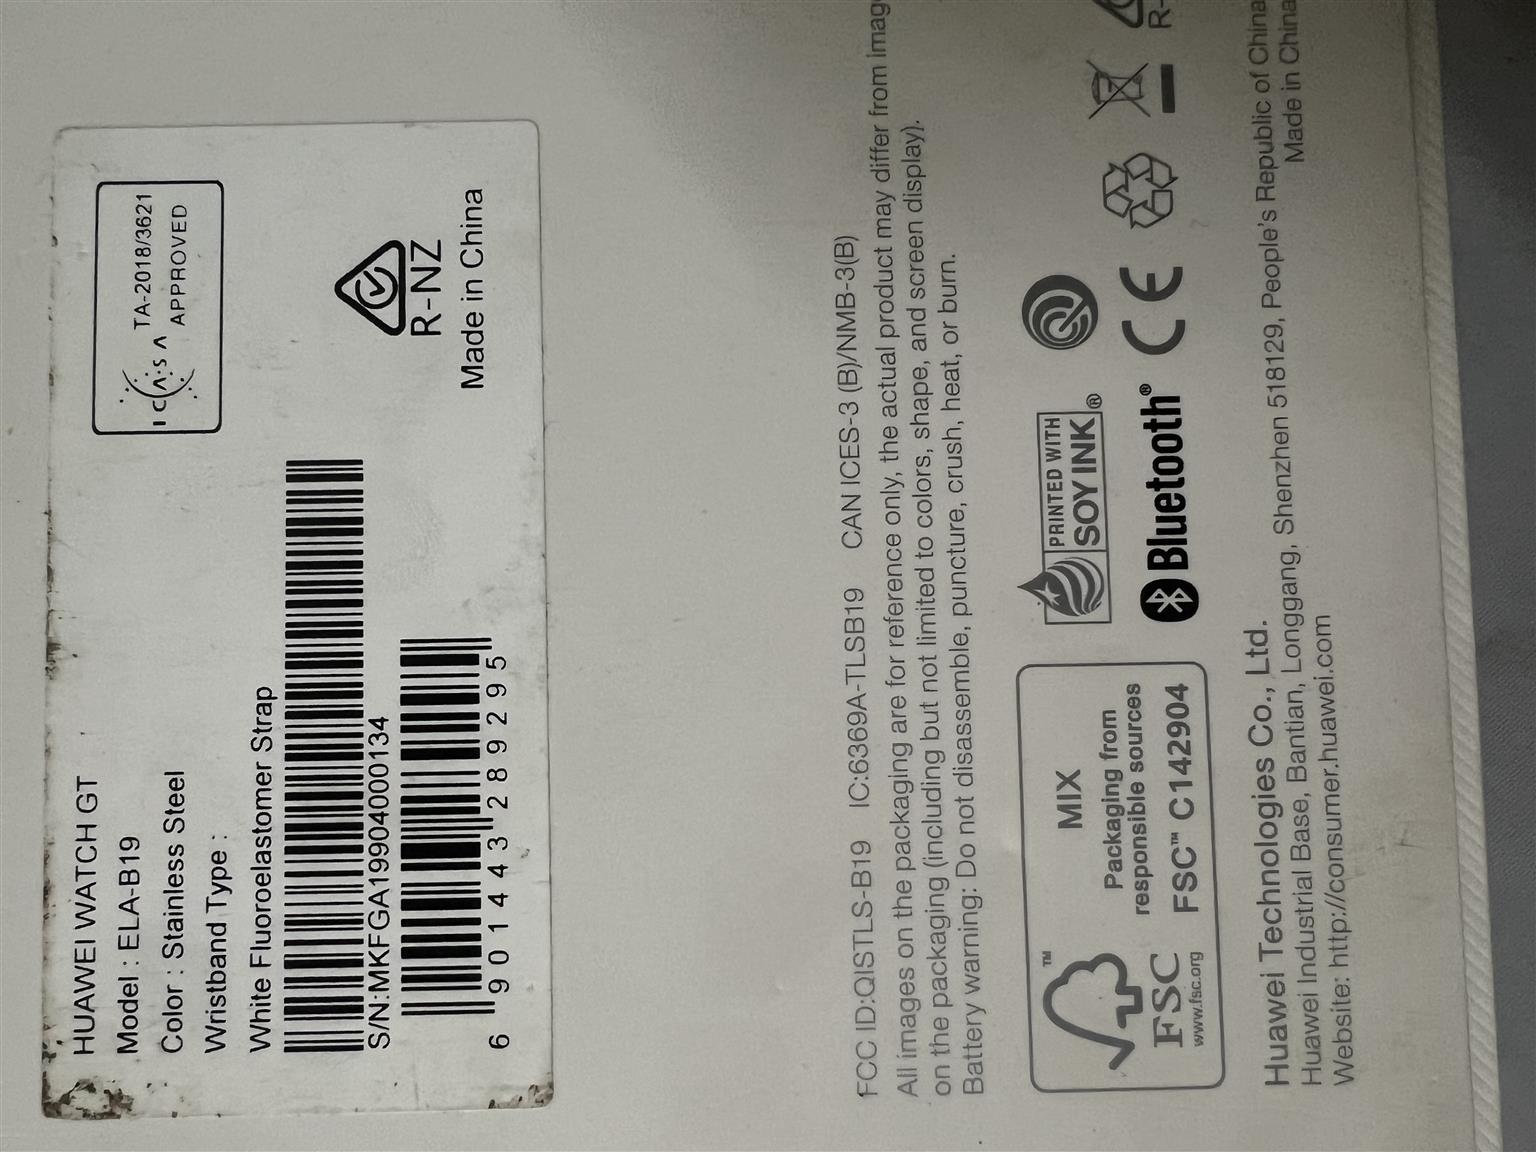 HUAWEI WATCH GT
Model : ELA-B19
Color : Stainless Steel
Wristband Type :
White Fluoroelastomer Strap
S/N:MKFGA19904000134
6 901443 289295
ICASA
TA-2018/3621
APPROVED
R-NZ
Made in China
FCC ID:QISTLS-B19 IC:6369A-TLSB19 CAN ICES-3 (B)/NMB-3(B)
All images on the packaging are for reference only, the actual product may differ from
on the packaging (including but not limited to colors, shape, and screen display).
Battery warning: Do not disassemble, puncture, crush, heat, or burn.
FSC™
www.fsc.org
MIX
Packaging from
responsible sources
FSC™ C142904
PRINTED WITH
SOY INK®
Bluetooth®
CE
R-
Huawei Technologies Co., Ltd.
Huawei Industrial Base, Bantian, Longgang, Shenzhen 518129, People's Republic of China
Website: http://consumer.huawei.com
Made in China